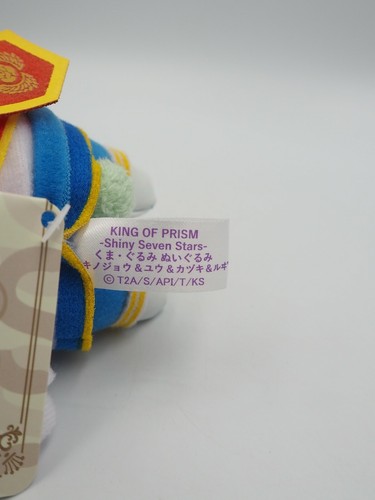 KING OF PRISM
-Shiny Seven Stars-
くま・ぐるみ ぬいぐるみ
キノジョウ＆ユウ＆カヅキ＆ルヰ
© T2A/S/API/T/KS